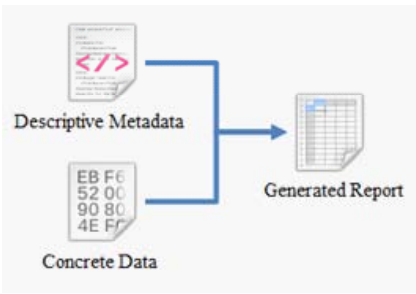 </>
Descriptive Metadata
EB F6
52 00
90 80
4E F
Concrete Data
Generated Report